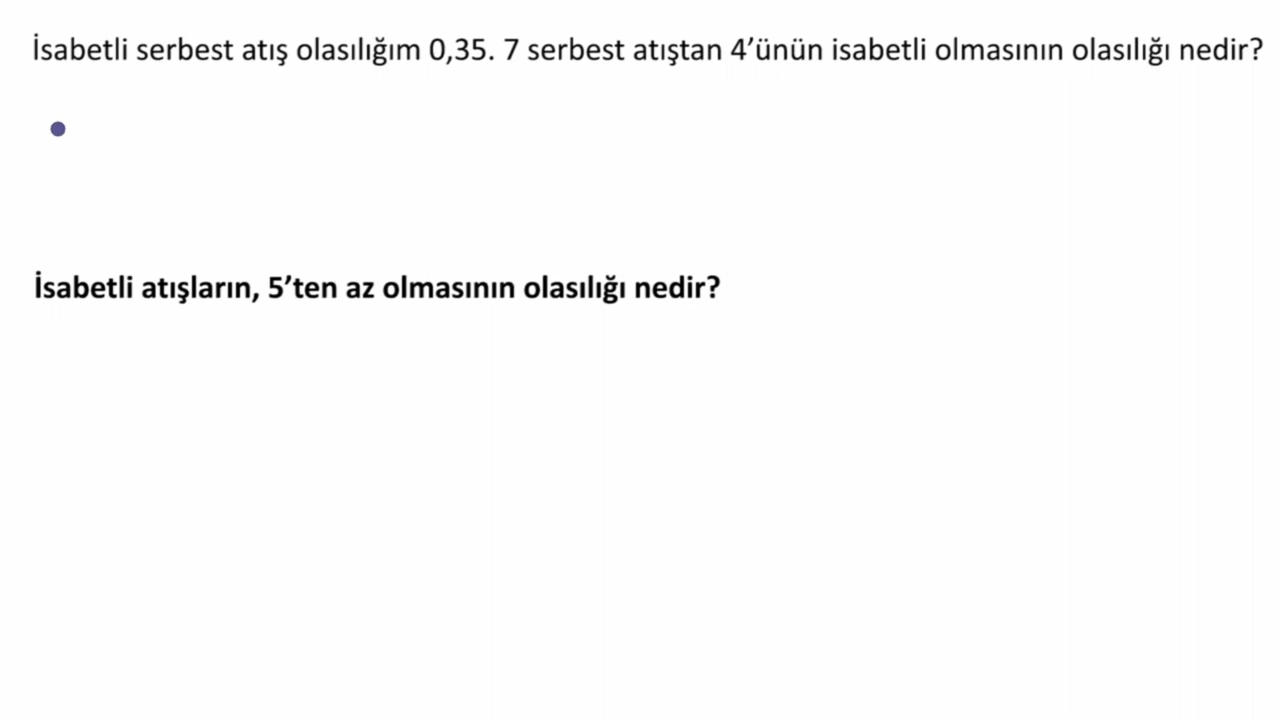 İsabetli serbest atış olasılığım 0,35. 7 serbest atıştan 4’ünün isabetli olmasının olasılığı nedir?
İsabetli atışların, 5’ten az olmasının olasılığı nedir?